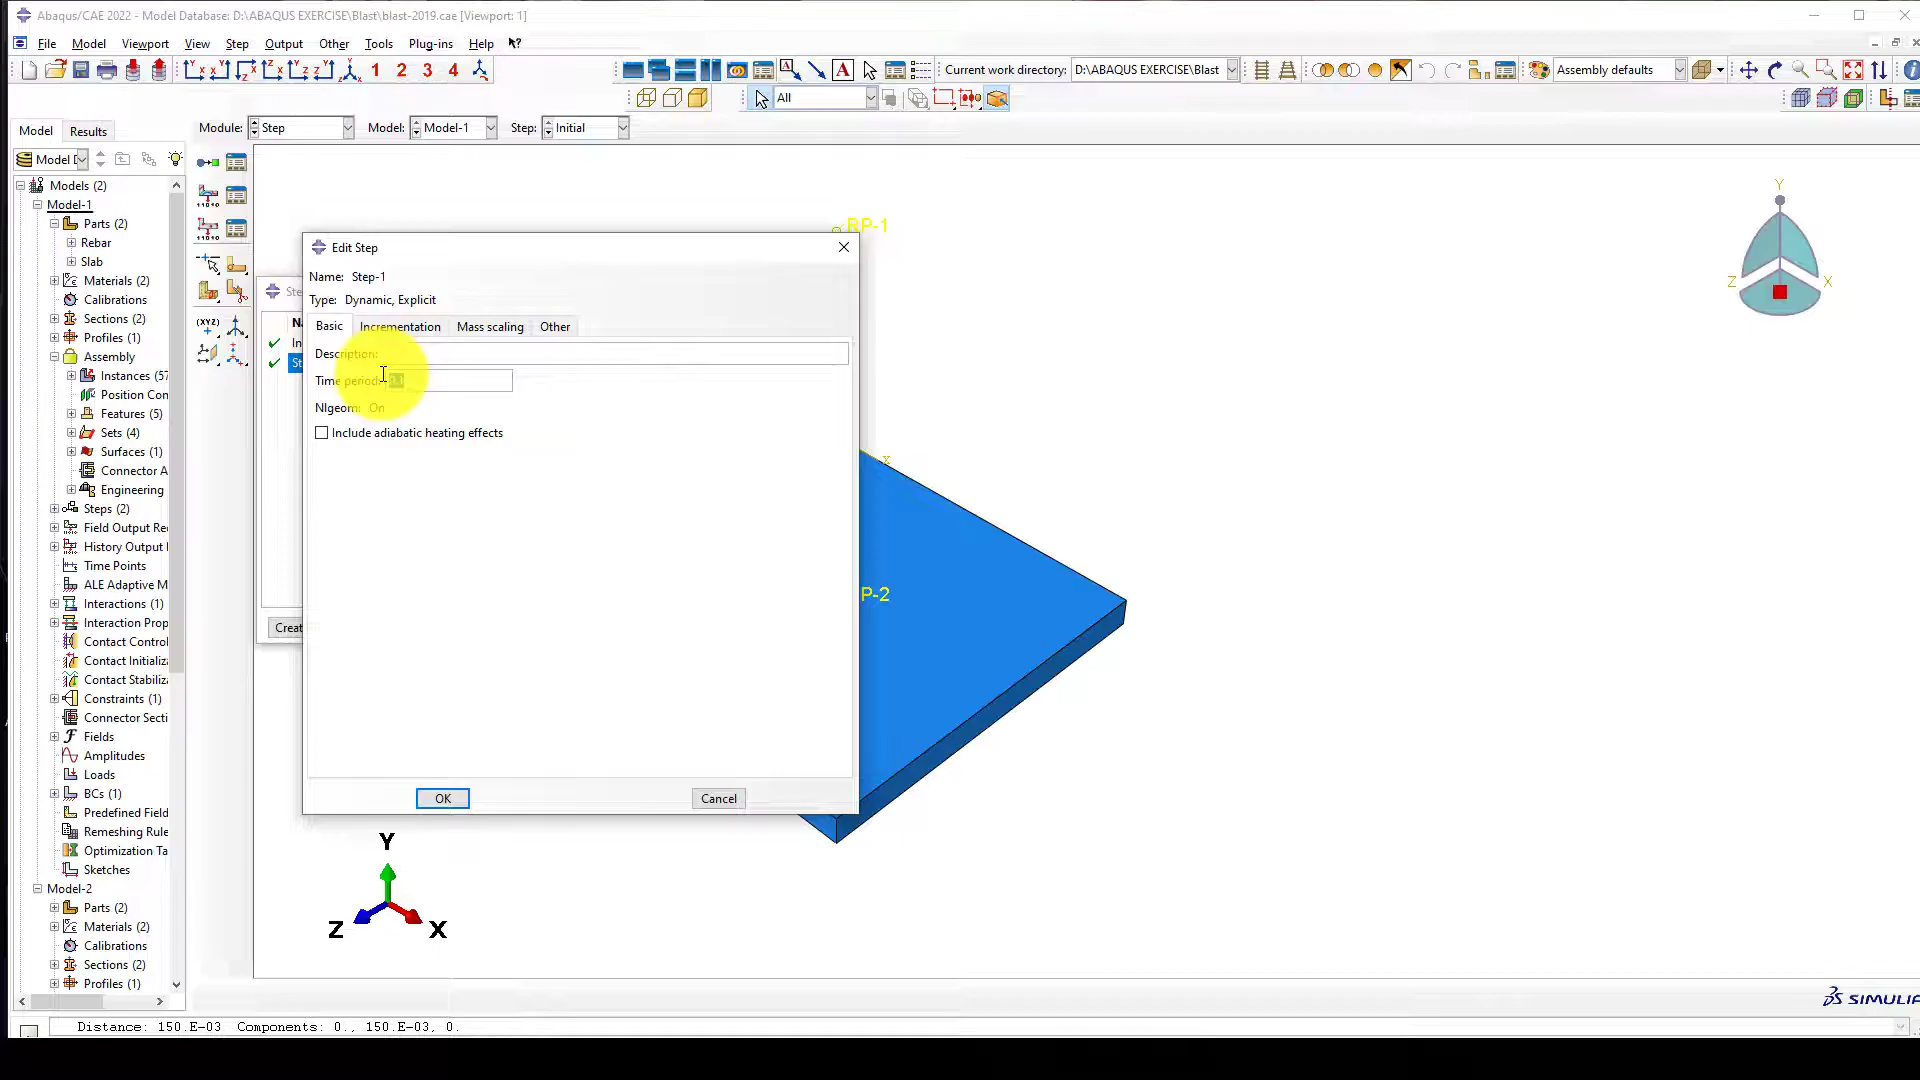 Abaqus/CAE 2022 - Model Database: D:\ABAQUS EXERCISE\Blast\blast-2019.cae [Viewport: 1]
File Model Viewport View Step Output Other Tools Plug-ins Help
1 2 3 4 Current work directory: D:\ABAQUS EXERCISE\Blast Assembly defaults
All
Model Results Module: Step Model: Model-1 Step: Initial
Models (2)
Model-1
Parts (2)
Rebar
Slab
Materials (2)
Calibrations
Sections (2)
Profiles (1)
Assembly
Instances (57
Position Con
Features (5)
Sets (4)
Surfaces (1)
Connector A
Engineering
Steps (2)
Field Output Re
History Output
Time Points
ALE Adaptive M
Interactions (1)
Interaction Prop
Contact Control
Contact Initializ
Contact Stabiliz
Constraints (1)
Connector Secti
Fields
Amplitudes
Loads
BCs (1)
Predefined Field
Remeshing Rule
Optimization Ta
Sketches
Model-2
Parts (2)
Materials (2)
Calibrations
Sections (2)
Profiles (1)
Edit Step
Name: Step-1
Type: Dynamic, Explicit
Basic Incrementation Mass scaling Other
Description:
Time period: 0.1
Nlgeom: On
Include adiabatic heating effects
OK Cancel
Creat
RP-1
P-2
X
Y
Z X
Y
Z X
SIMULIA
Distance: 150.E-03 Components: 0., 150.E-03, 0.